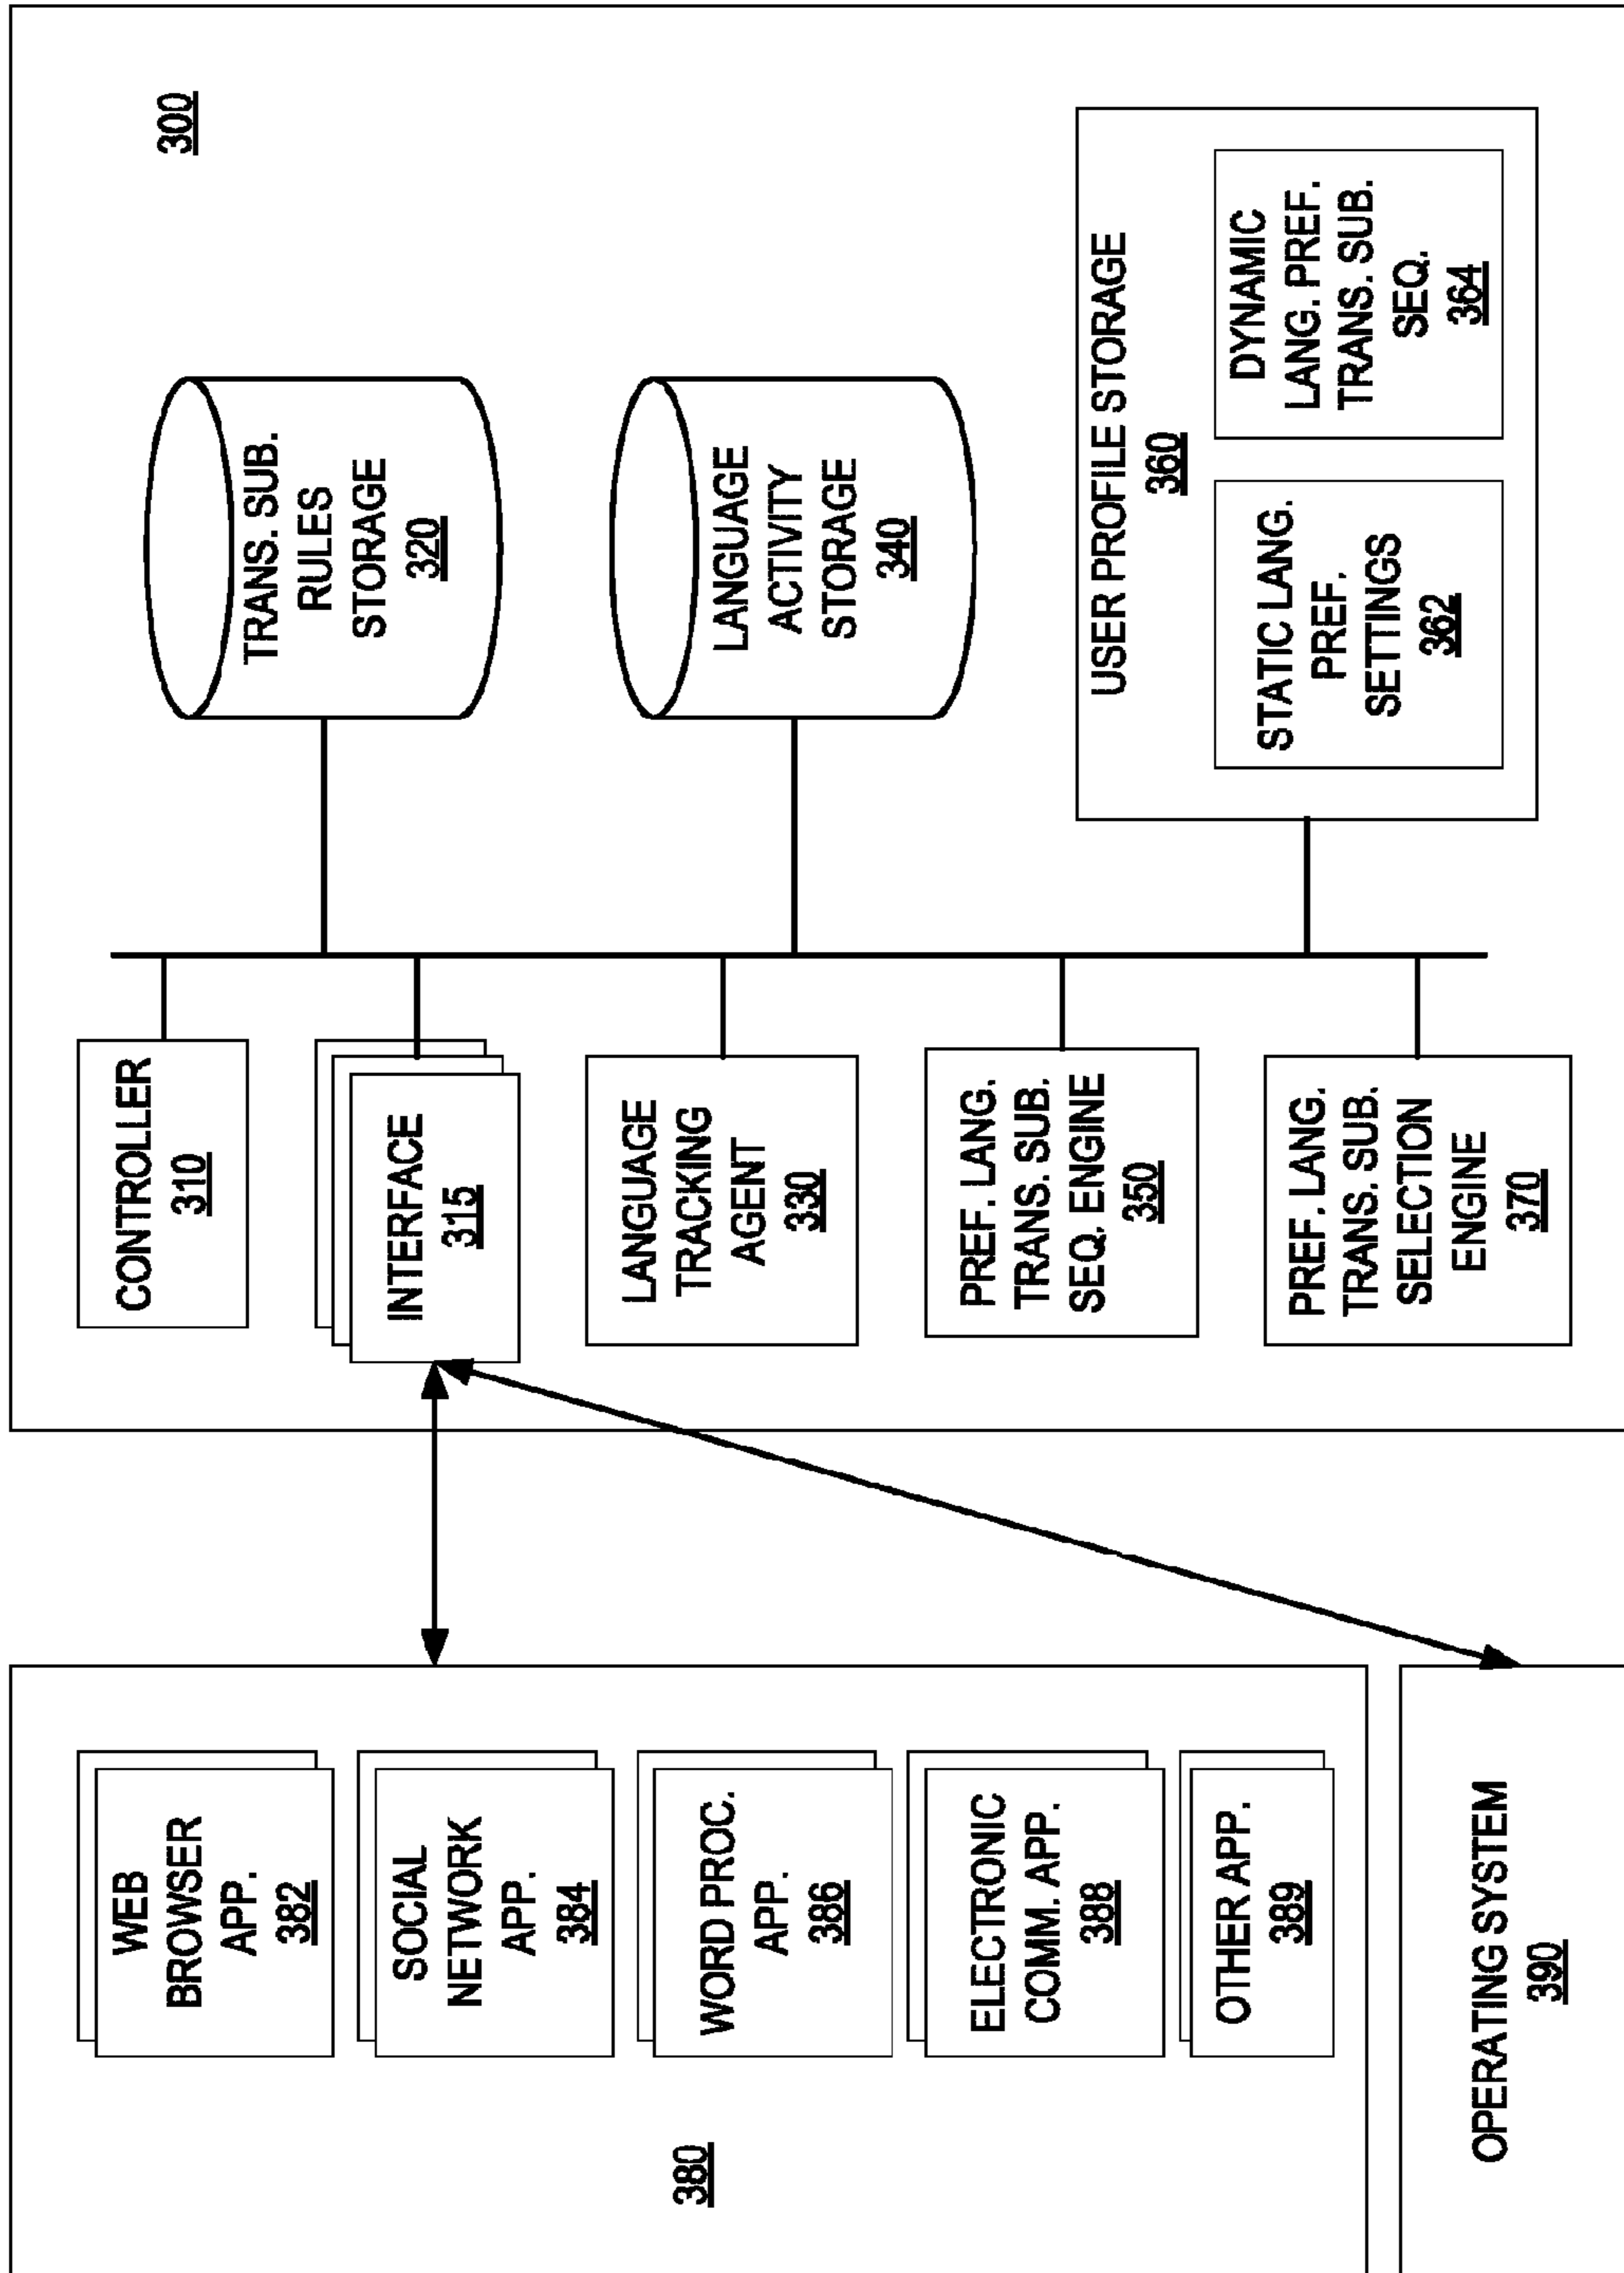 300
CONTROLLER
310
INTERFACE
315
LANGUAGE
TRACKING
AGENT
330
PREF. LANG.
TRANS. SUB.
SEQ. ENGINE
350
PREF. LANG.
TRANS. SUB.
SELECTION
ENGINE
370
TRANS. SUB.
RULES
STORAGE
320
LANGUAGE
ACTIVITY
STORAGE
340
USER PROFILE STORAGE
360
STATIC LANG.
PREF.
SETTINGS
362
DYNAMIC
LANG. PREF.
TRANS. SUB.
SEQ.
364
WEB
BROWSER
APP.
382
SOCIAL
NETWORK
APP.
384
WORD PROC.
APP.
386
ELECTRONIC
COMM. APP.
388
OTHER APP.
389
380
OPERATING SYSTEM
390